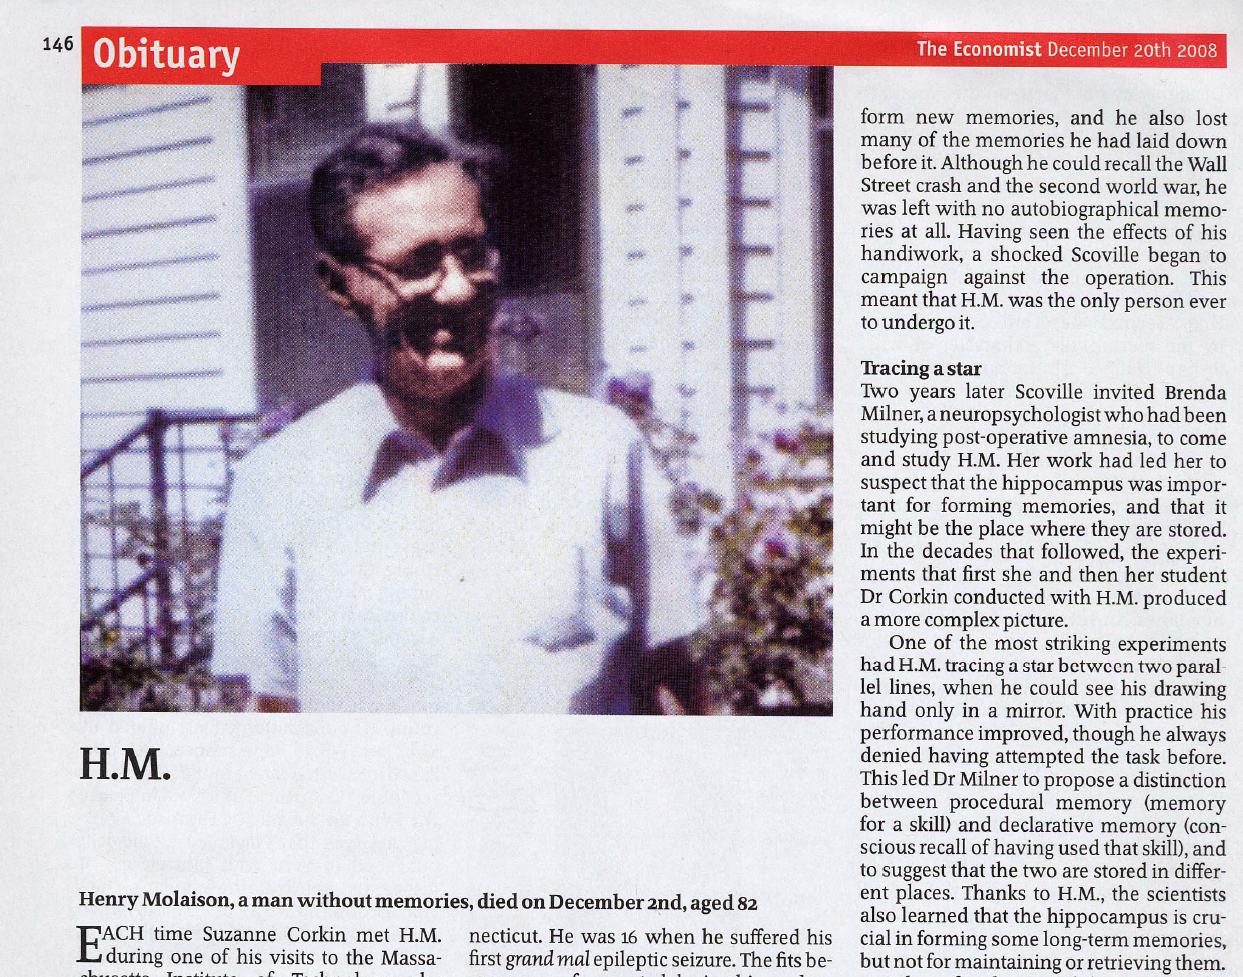 146
Obituary
The Economist December 20th 2008
H.M.
Henry Molaison, a man without memories, died on December 2nd, aged 82
EACH time Suzanne Corkin met H.M.
during one of his visits to the Massa-
chusetts Institute of
necticut. He was 16 when he suffered his
first grand mal epileptic seizure. The fits be-
form new memories, and he also lost
many of the memories he had laid down
before it. Although he could recall the Wall
Street crash and the second world war, he
was left with no autobiographical memo-
ries at all. Having seen the effects of his
handiwork, a shocked Scoville began to
campaign against the operation. This
meant that H.M. was the only person ever
to undergo it.
Tracing a star
Two years later Scoville invited Brenda
Milner, a neuropsychologist who had been
studying post-operative amnesia, to come
and study H.M. Her work had led her to
suspect that the hippocampus was impor-
tant for forming memories, and that it
might be the place where they are stored.
In the decades that followed, the experi-
ments that first she and then her student
Dr Corkin conducted with H.M. produced
a more complex picture.
One of the most striking experiments
had H.M. tracing a star between two paral-
lel lines, when he could see his drawing
hand only in a mirror. With practice his
performance improved, though he always
denied having attempted the task before.
This led Dr Milner to propose a distinction
between procedural memory (memory
for a skill) and declarative memory (con-
scious recall of having used that skill), and
to suggest that the two are stored in differ-
ent places. Thanks to H.M., the scientists
also learned that the hippocampus is cru-
cial in forming some long-term memories,
but not for maintaining or retrieving them.